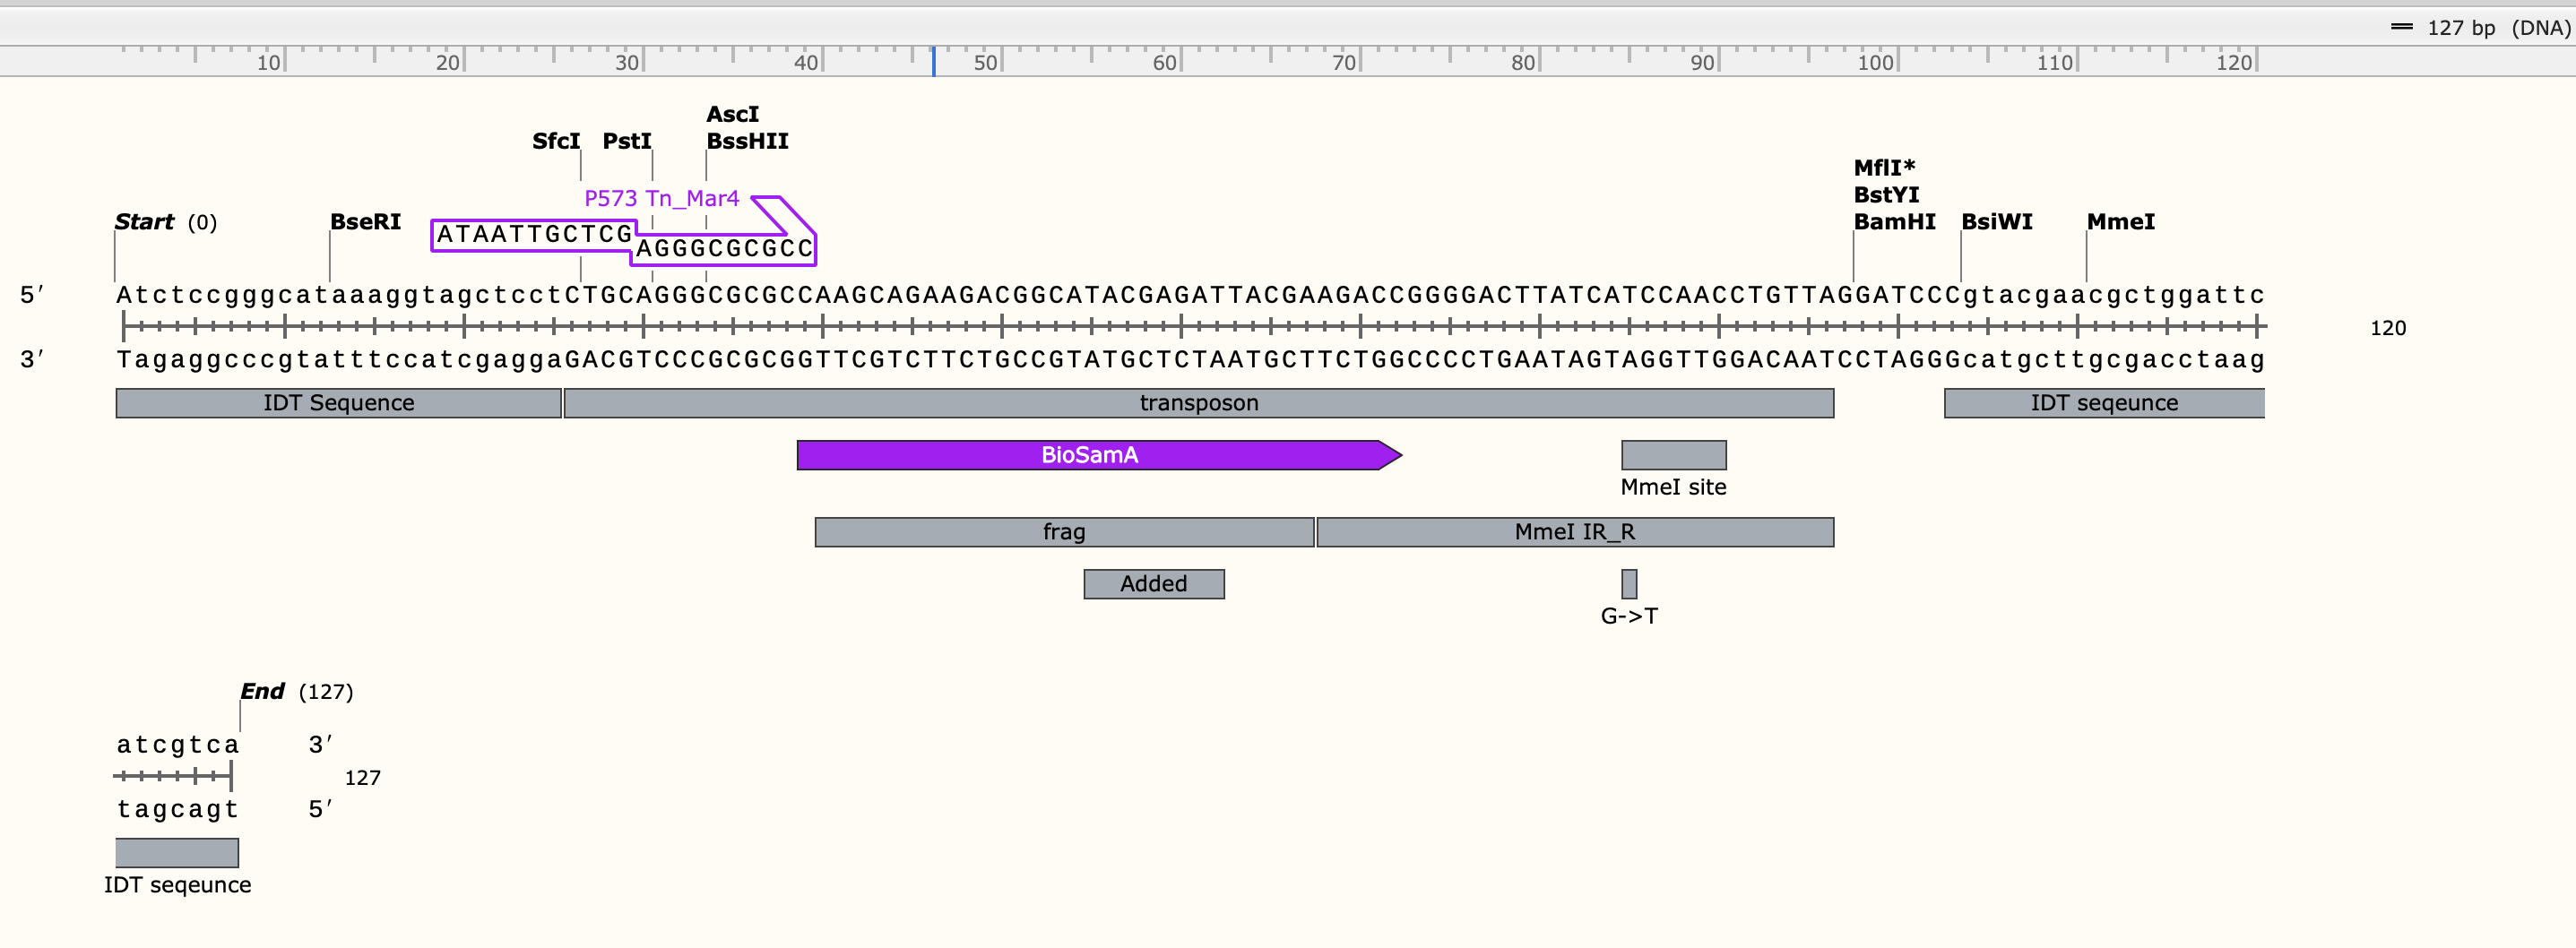 127 bp (DNA)
10 20 30 40 50 60 70 80 90 100 110 120
AscI
SfcI PstI BssHII
MflI*
P573 Tn_Mar4
BstYI
Start (0) BseRI BamHI BsiWI MmeI
ATAATTGCTCG
AGGGCGCGCC
5′ AtctccgggcataaaggtagctcctCTGCAGGGCGCGCCAAGCAGAAGACGGCATACGAGATTACGAAGACCGGGGACTTATCATCCAACCTGTTAGGATCCCgtacgaacgctggattc
120
3′ TagaggcccgtatttccatcgaggaGACGTCCCGCGCGGTTCGTCTTCTGCCGTATGCTCTAATGCTTCTGGCCCCTGAATAGTAGGTTGGACAATCCTAGGGcatgcttgcgacctaag
IDT Sequence transposon IDT seqeunce
BioSamA
MmeI site
frag MmeI IR_R
Added
G->T
End (127)
atcgtca 3′
127
tagcagt 5′
IDT seqeunce